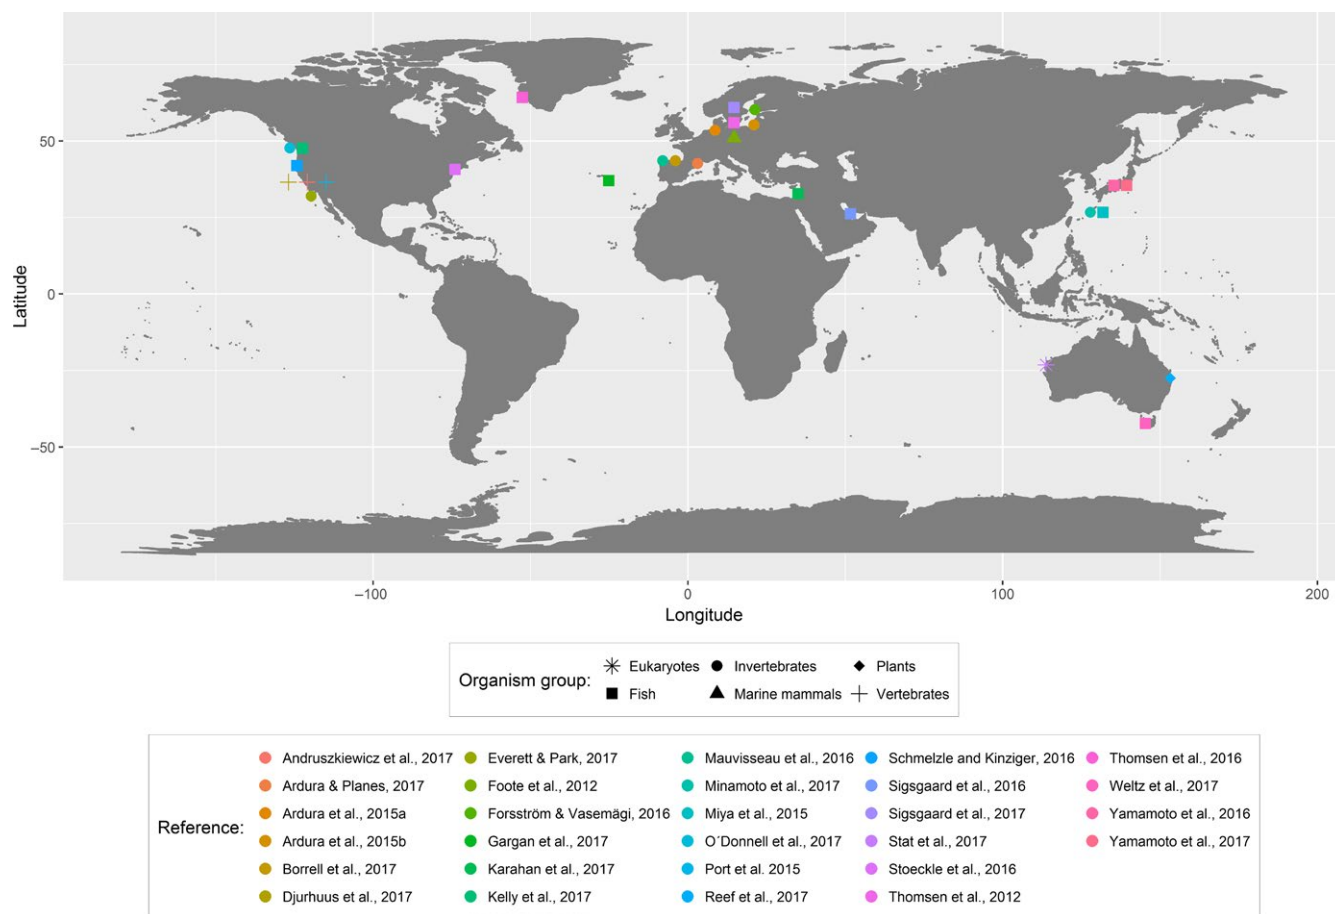 50
0
−50
Latitude
−100
0
100
200
Longitude
Organism group:
Eukaryotes
Invertebrates
Plants
Fish
Marine mammals
Vertebrates
Reference:
Andruszkiewicz et al., 2017
Ardura & Planes, 2017
Ardura et al., 2015a
Ardura et al., 2015b
Borrell et al., 2017
Djurhuus et al., 2017
Everett & Park, 2017
Foote et al., 2012
Forsström & Vasemägi, 2016
Gargan et al., 2017
Karahan et al., 2017
Kelly et al., 2017
Mauvisseau et al., 2016
Minamoto et al., 2017
Miya et al., 2015
O´Donnell et al., 2017
Port et al. 2015
Reef et al., 2017
Schmelzle and Kinziger, 2016
Sigsgaard et al., 2016
Sigsgaard et al., 2017
Stat et al., 2017
Stoeckle et al., 2016
Thomsen et al., 2012
Thomsen et al., 2016
Weltz et al., 2017
Yamamoto et al., 2016
Yamamoto et al., 2017